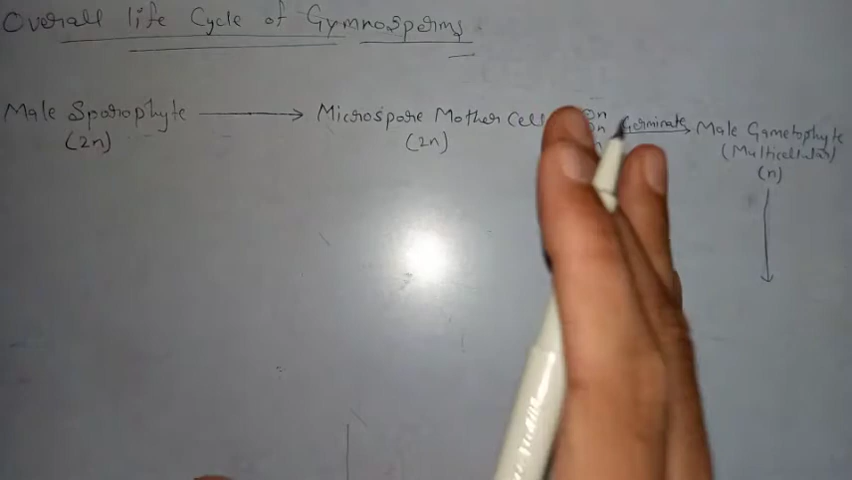 Overall life Cycle of Gymnosperms
Male Sporophyte → Microspore Mother Cell
(2n)
(2n)
n
n
n
Germinate → Male Gametophyte
(Multicellular)
(n)